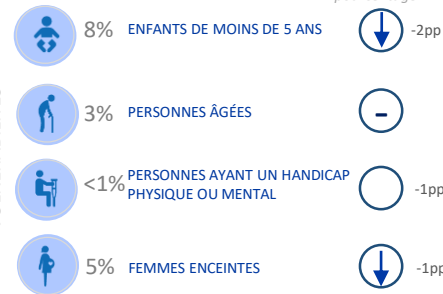 8% ENFANTS DE MOINS DE 5 ANS -2pp
3% PERSONNES ÂGÉES -
<1% PERSONNES AYANT UN HANDICAP
PHYSIQUE OU MENTAL -1pp
5% FEMMES ENCEINTES -1pp